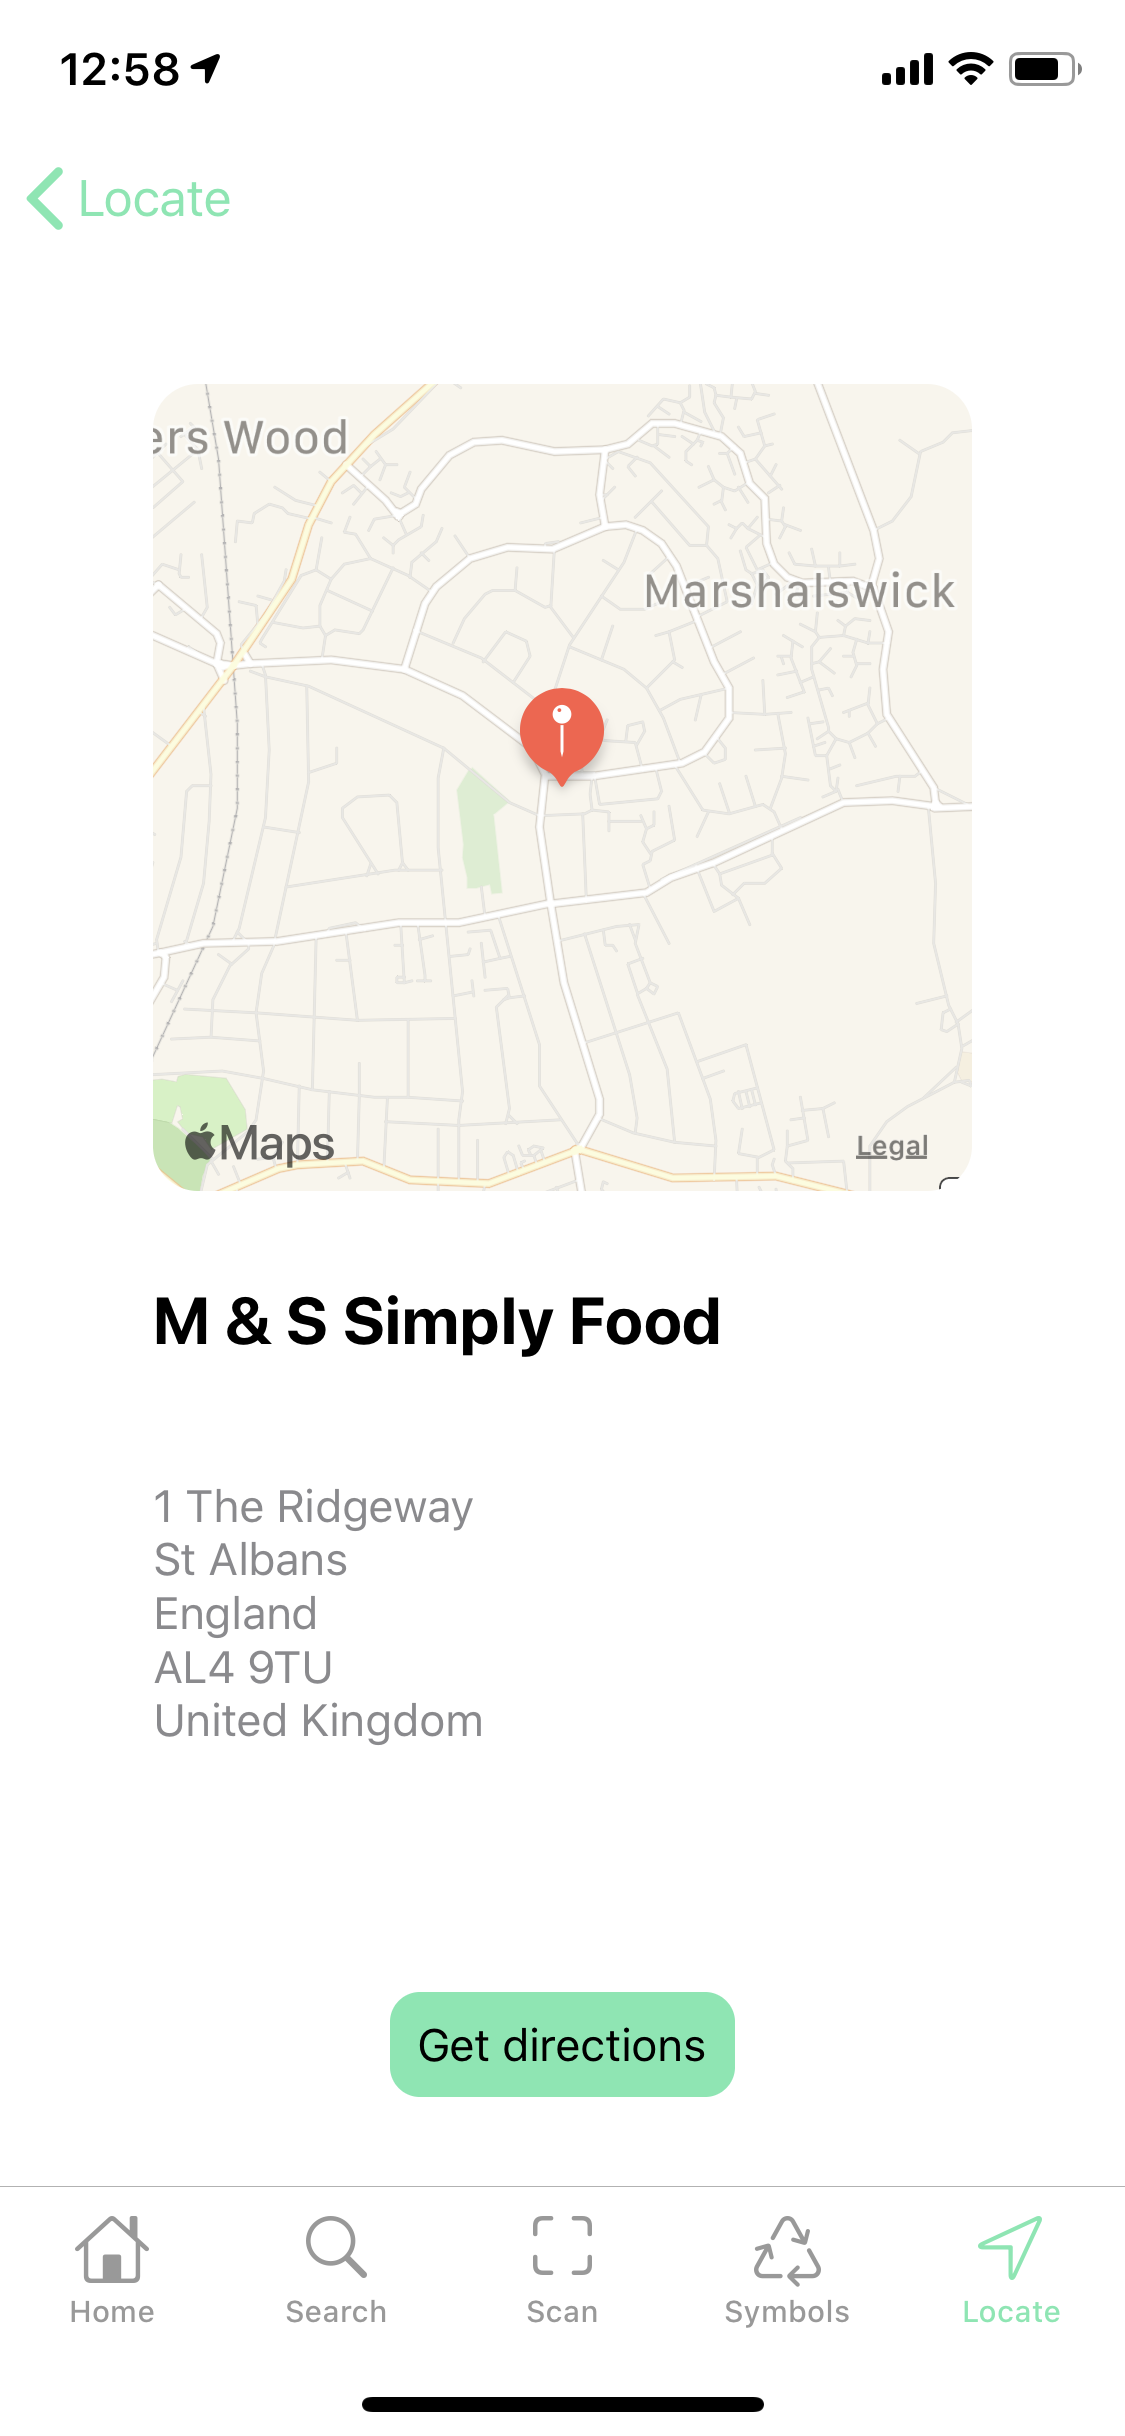 12:58
Locate
ers Wood
Marshalswick
Maps
Legal
M & S Simply Food
1 The Ridgeway
St Albans
England
AL4 9TU
United Kingdom
Get directions
Home
Search
Scan
Symbols
Locate